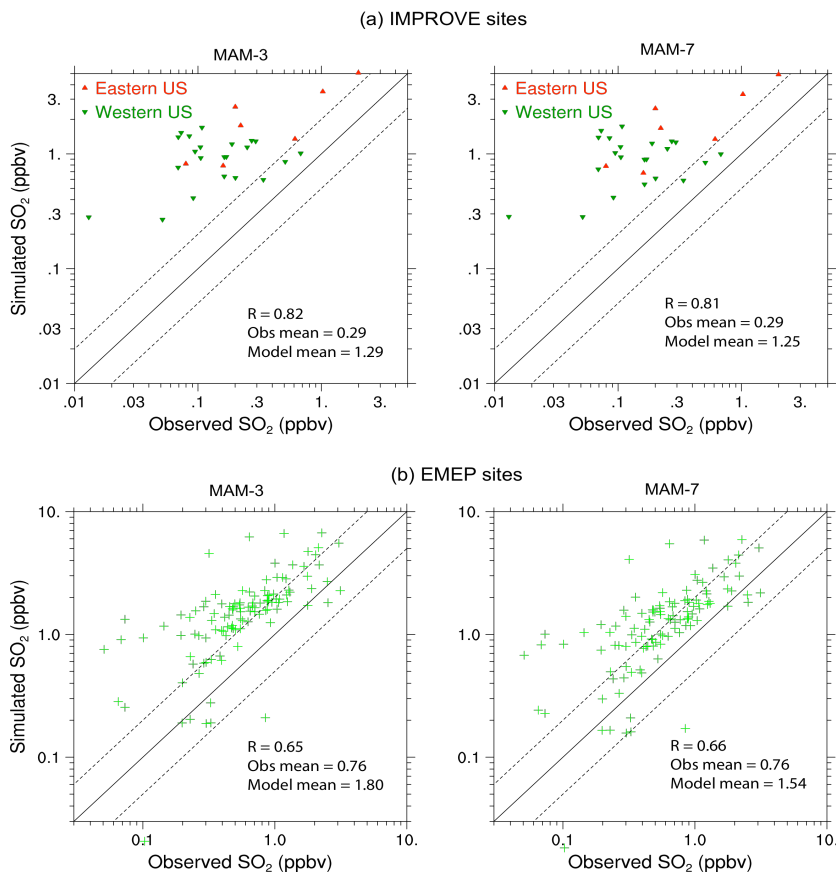 (a) IMPROVE sites
MAM-3
MAM-7
Eastern US
Western US
Eastern US
Western US
Simulated SO2 (ppbv)
3.
1.
.3
.1
.03
.01
3.
1.
.3
.1
.03
.01
R = 0.82
Obs mean = 0.29
Model mean = 1.29
R = 0.81
Obs mean = 0.29
Model mean = 1.25
.01 .03 .1 .3 1. 3.
.01 .03 .1 .3 1. 3.
Observed SO2 (ppbv)
Observed SO2 (ppbv)
(b) EMEP sites
MAM-3
MAM-7
Simulated SO2 (ppbv)
10.
1.0
0.1
10.
1.0
0.1
R = 0.65
Obs mean = 0.76
Model mean = 1.80
R = 0.66
Obs mean = 0.76
Model mean = 1.54
0.1 1.0 10.
0.1 1.0 10.
Observed SO2 (ppbv)
Observed SO2 (ppbv)